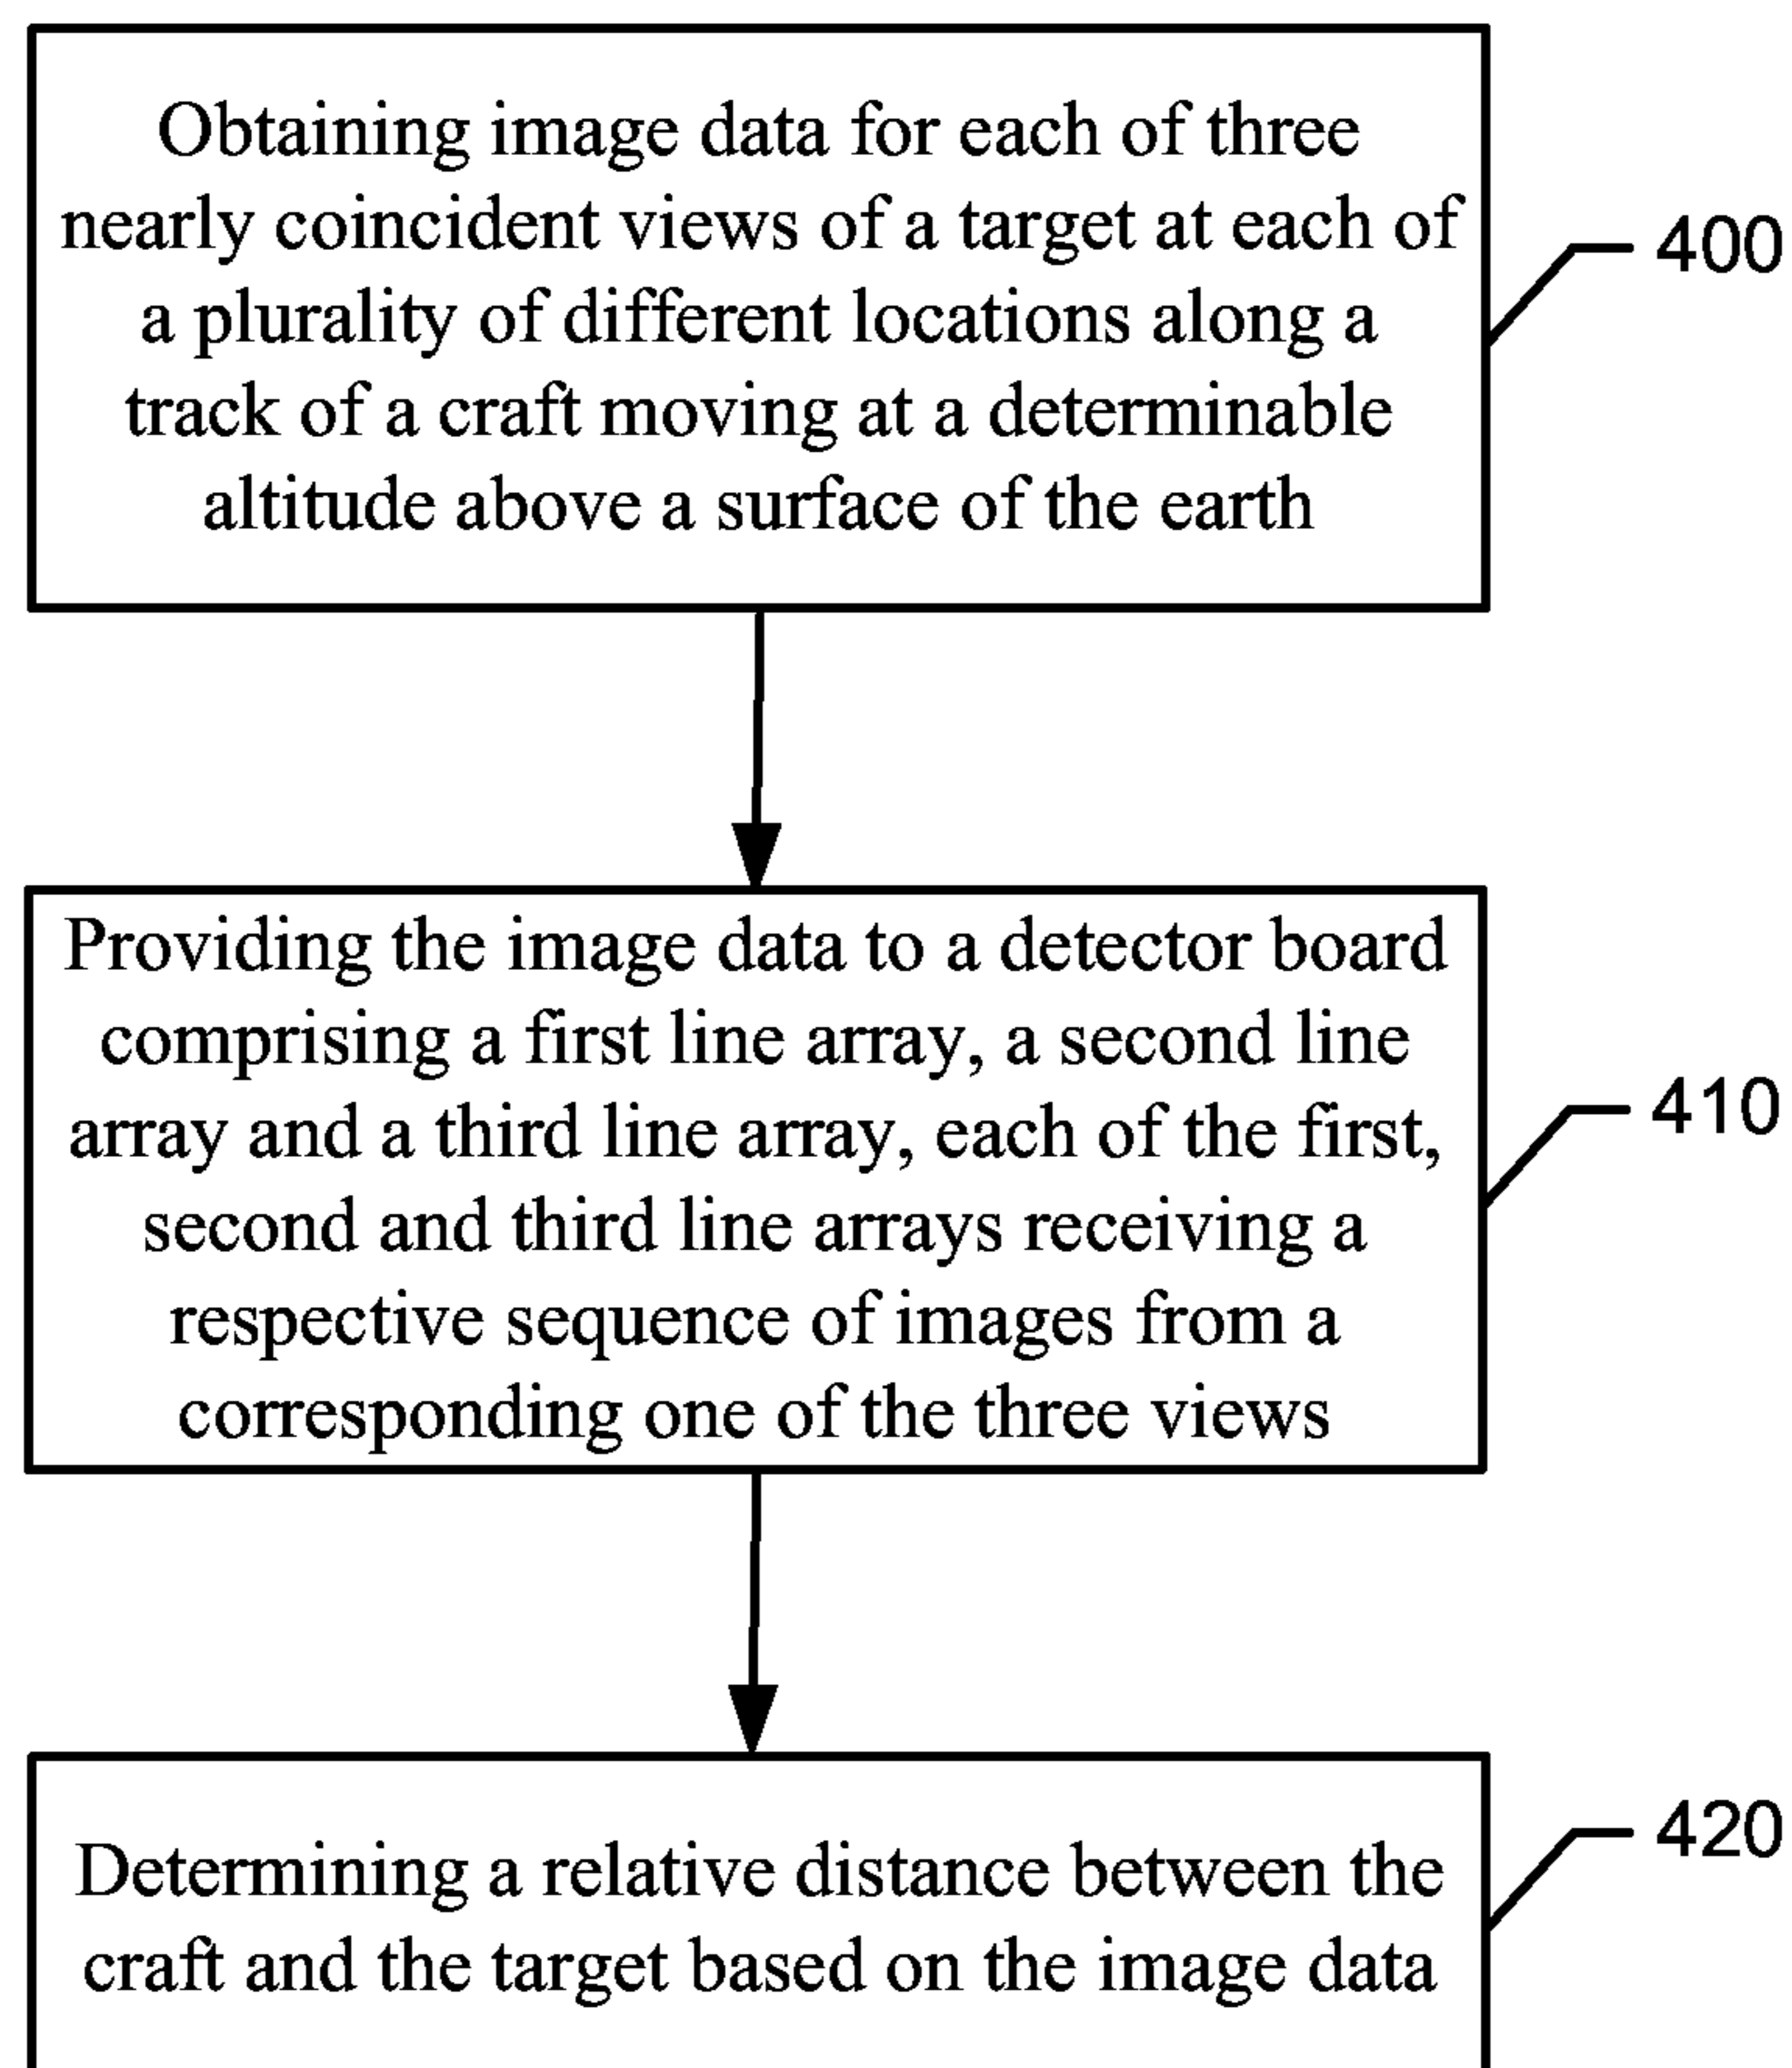 Obtaining image data for each of three
nearly coincident views of a target at each of
a plurality of different locations along a
track of a craft moving at a determinable
altitude above a surface of the earth
400
Providing the image data to a detector board
comprising a first line array, a second line
array and a third line array, each of the first,
second and third line arrays receiving a
respective sequence of images from a
corresponding one of the three views
410
Determining a relative distance between the
craft and the target based on the image data
420